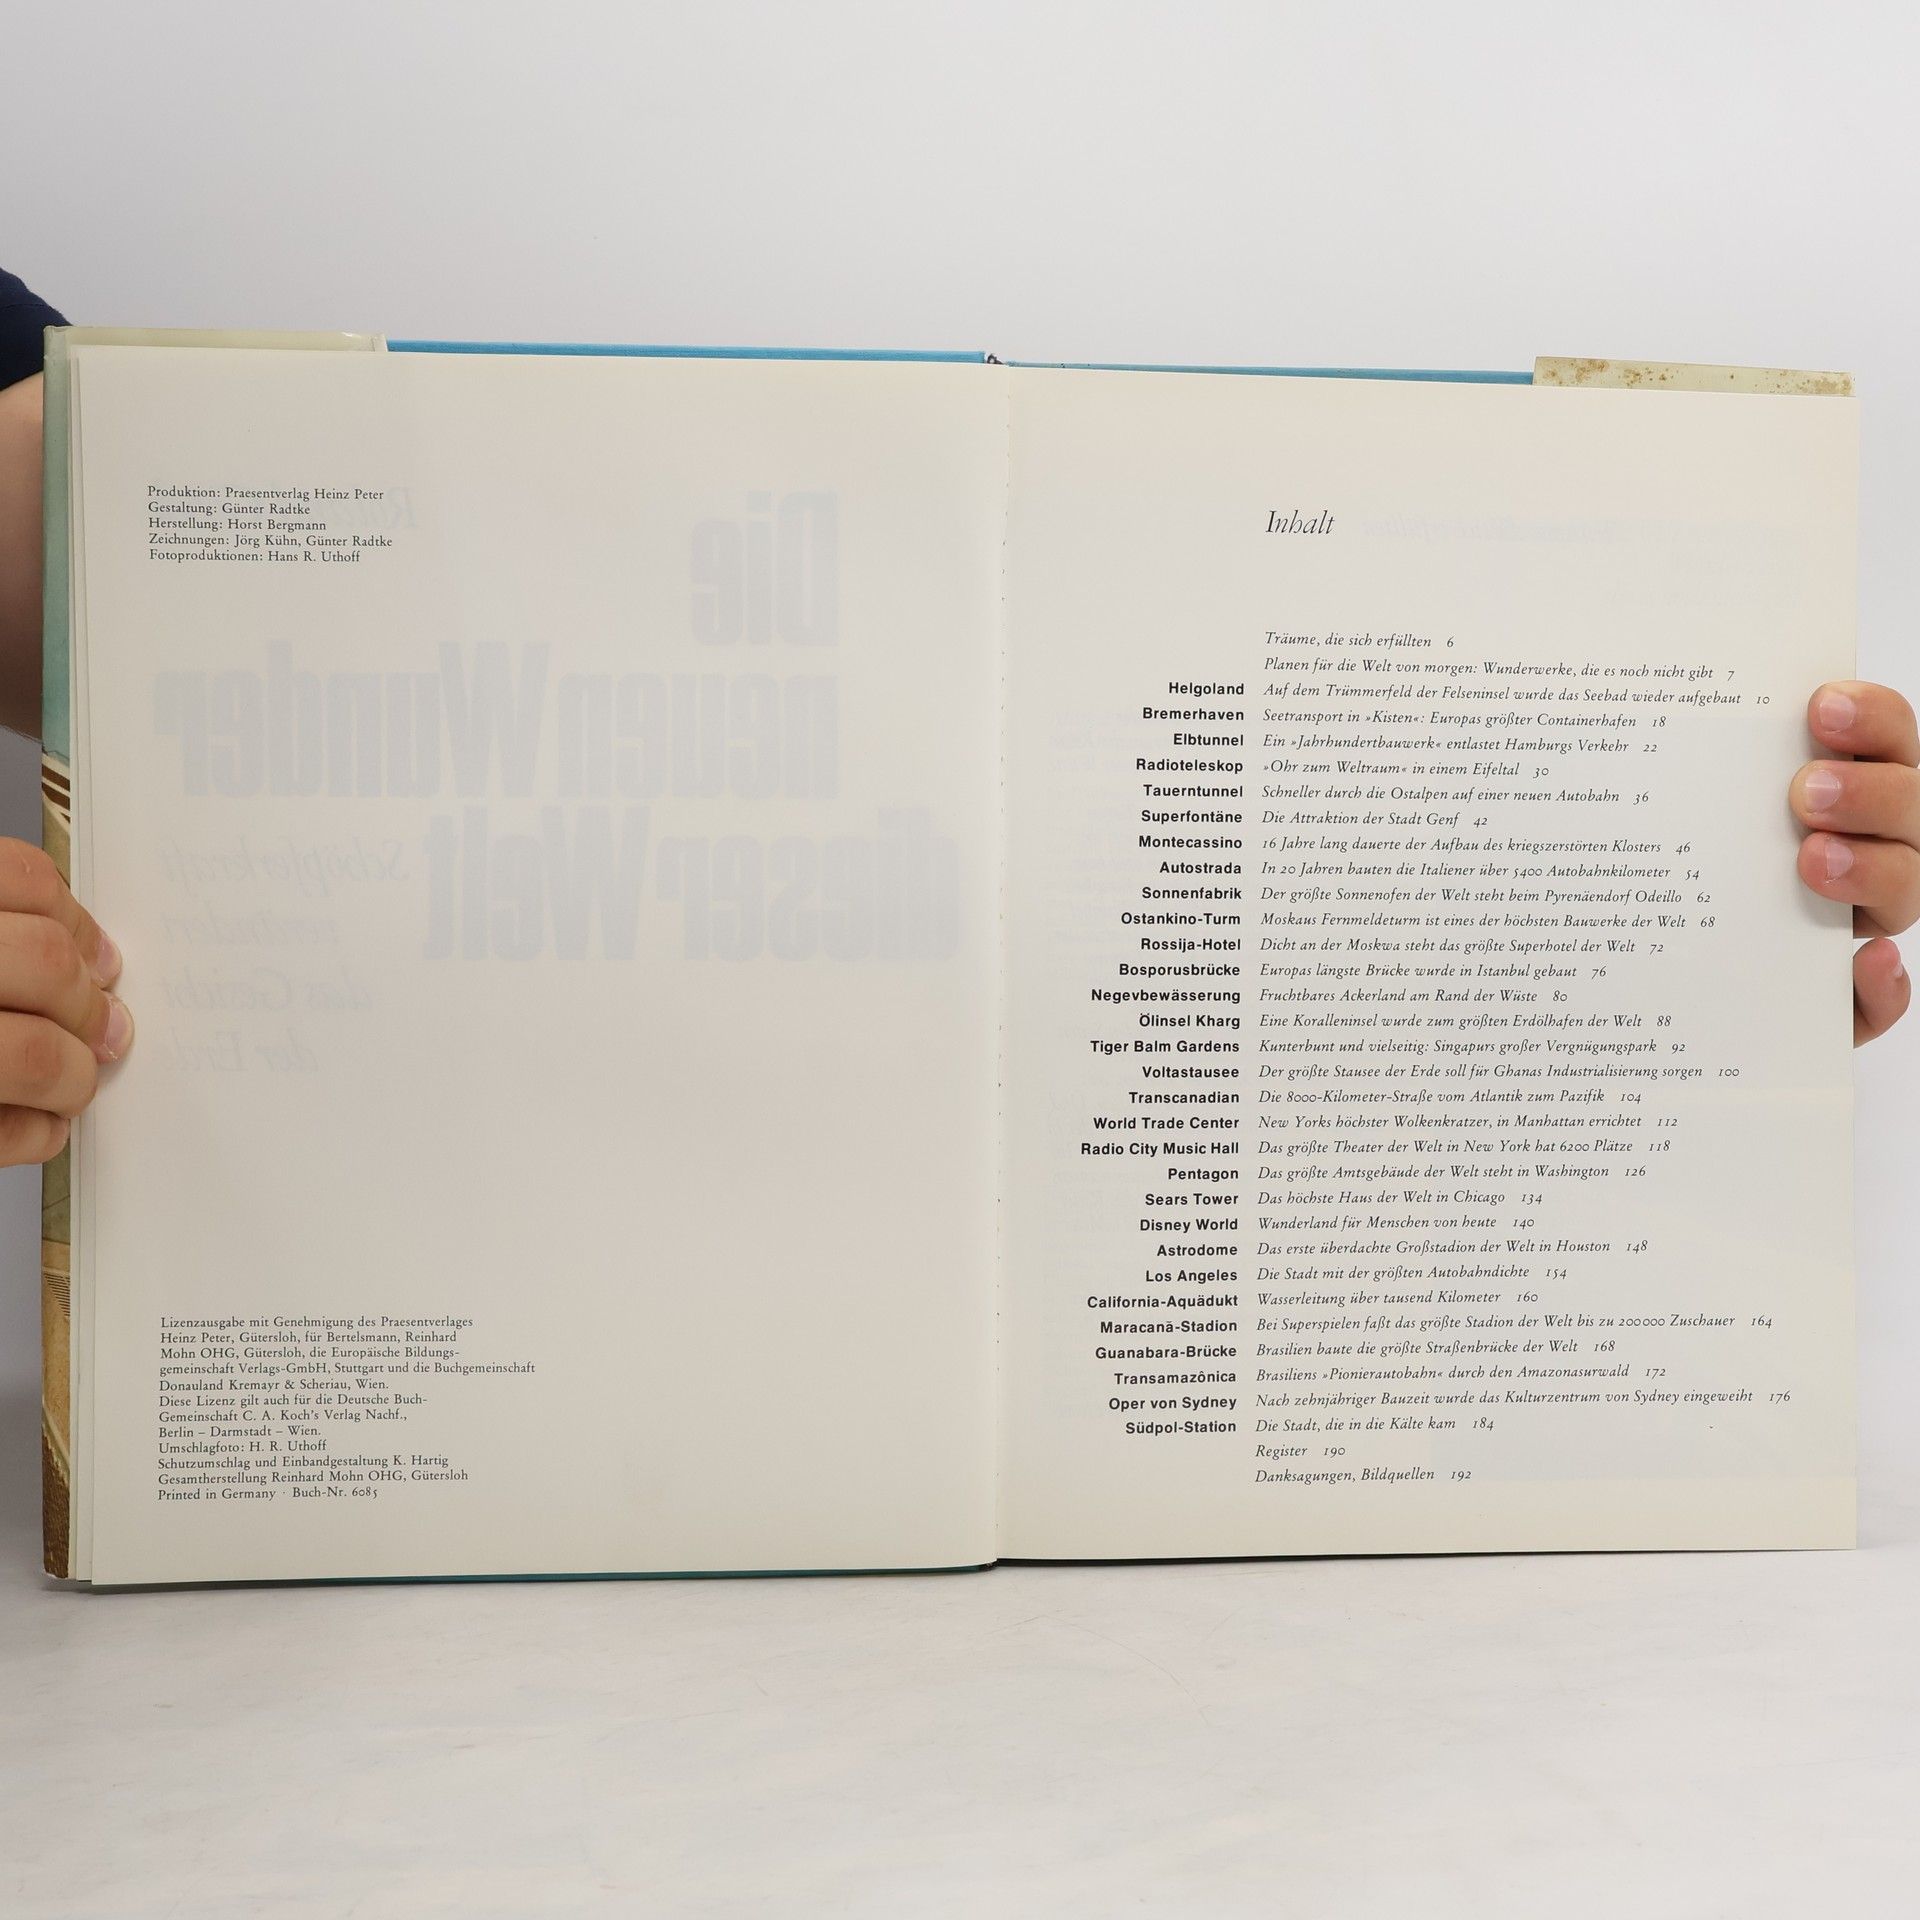 Produktion: Praesentverlag Heinz Peter
Gestaltung: Günter Radtke
Herstellung: Horst Bergmann
Zeichnungen: Jörg Kühn, Günter Radtke
Fotoproduktionen: Hans R. Uthoff
Lizenzausgabe mit Genehmigung des Praesentverlages
Heinz Peter, Gütersloh, für Bertelsmann, Reinhard
Mohn OHG, Gütersloh, die Europäische Bildungs-
gemeinschaft Verlags-GmbH, Stuttgart und die Buchgemeinschaft
Donauland Kremayr & Scheriau, Wien.
Diese Lizenz gilt auch für die Deutsche Buch-
Gemeinschaft C. A. Koch's Verlag Nachf.,
Berlin – Darmstadt – Wien.
Umschlagfoto: H. R. Uthoff
Schutzumschlag und Einbandgestaltung K. Hartig
Gesamtherstellung Reinhard Mohn OHG, Gütersloh
Printed in Germany · Buch-Nr. 6085
Inhalt
Träume, die sich erfüllten 6
Planen für die Welt von morgen: Wunderwerke, die es noch nicht gibt 7
Helgoland Auf dem Trümmerfeld der Felseninsel wurde das Seebad wieder aufgebaut 10
Bremerhaven Seetransport in »Kisten«: Europas größter Containerhafen 18
Elbtunnel Ein »Jahrhundertbauwerk« entlastet Hamburgs Verkehr 22
Radioteleskop »Ohr zum Weltraum« in einem Eifeltal 30
Tauerntunnel Schneller durch die Ostalpen auf einer neuen Autobahn 36
Superfontäne Die Attraktion der Stadt Genf 42
Montecassino 16 Jahre lang dauerte der Aufbau des kriegszerstörten Klosters 46
Autostrada In 20 Jahren bauten die Italiener über 5400 Autobahnkilometer 54
Sonnenfabrik Der größte Sonnenofen der Welt steht beim Pyrenäendorf Odeillo 62
Ostankino-Turm Moskaus Fernmeldeturm ist eines der höchsten Bauwerke der Welt 68
Rossija-Hotel Dicht an der Moskwa steht das größte Superhotel der Welt 72
Bosporusbrücke Europas längste Brücke wurde in Istanbul gebaut 76
Negevbewässerung Fruchtbares Ackerland am Rand der Wüste 80
Ölinsel Kharg Eine Koralleninsel wurde zum größten Erdölhafen der Welt 88
Tiger Balm Gardens Kunterbunt und vielseitig: Singapurs großer Vergnügungspark 92
Voltastausee Der größte Stausee der Erde soll für Ghanas Industrialisierung sorgen 100
Transcanadian Die 8000-Kilometer-Straße vom Atlantik zum Pazifik 104
World Trade Center New Yorks höchster Wolkenkratzer, in Manhattan errichtet 112
Radio City Music Hall Das größte Theater der Welt in New York hat 6200 Plätze 118
Pentagon Das größte Amtsgebäude der Welt steht in Washington 126
Sears Tower Das höchste Haus der Welt in Chicago 134
Disney World Wunderland für Menschen von heute 140
Astrodome Das erste überdachte Großstadion der Welt in Houston 148
Los Angeles Die Stadt mit der größten Autobahndichte 154
California-Aquädukt Wasserleitung über tausend Kilometer 160
Maracanã-Stadion Bei Superspielen faßt das größte Stadion der Welt bis zu 200000 Zuschauer 164
Guanabara-Brücke Brasilien baute die größte Straßenbrücke der Welt 168
Transamazônica Brasiliens »Pionierautobahn« durch den Amazonasurwald 172
Oper von Sydney Nach zehnjähriger Bauzeit wurde das Kulturzentrum von Sydney eingeweiht 176
Südpol-Station Die Stadt, die in die Kälte kam 184
Register 190
Danksagungen, Bildquellen 192